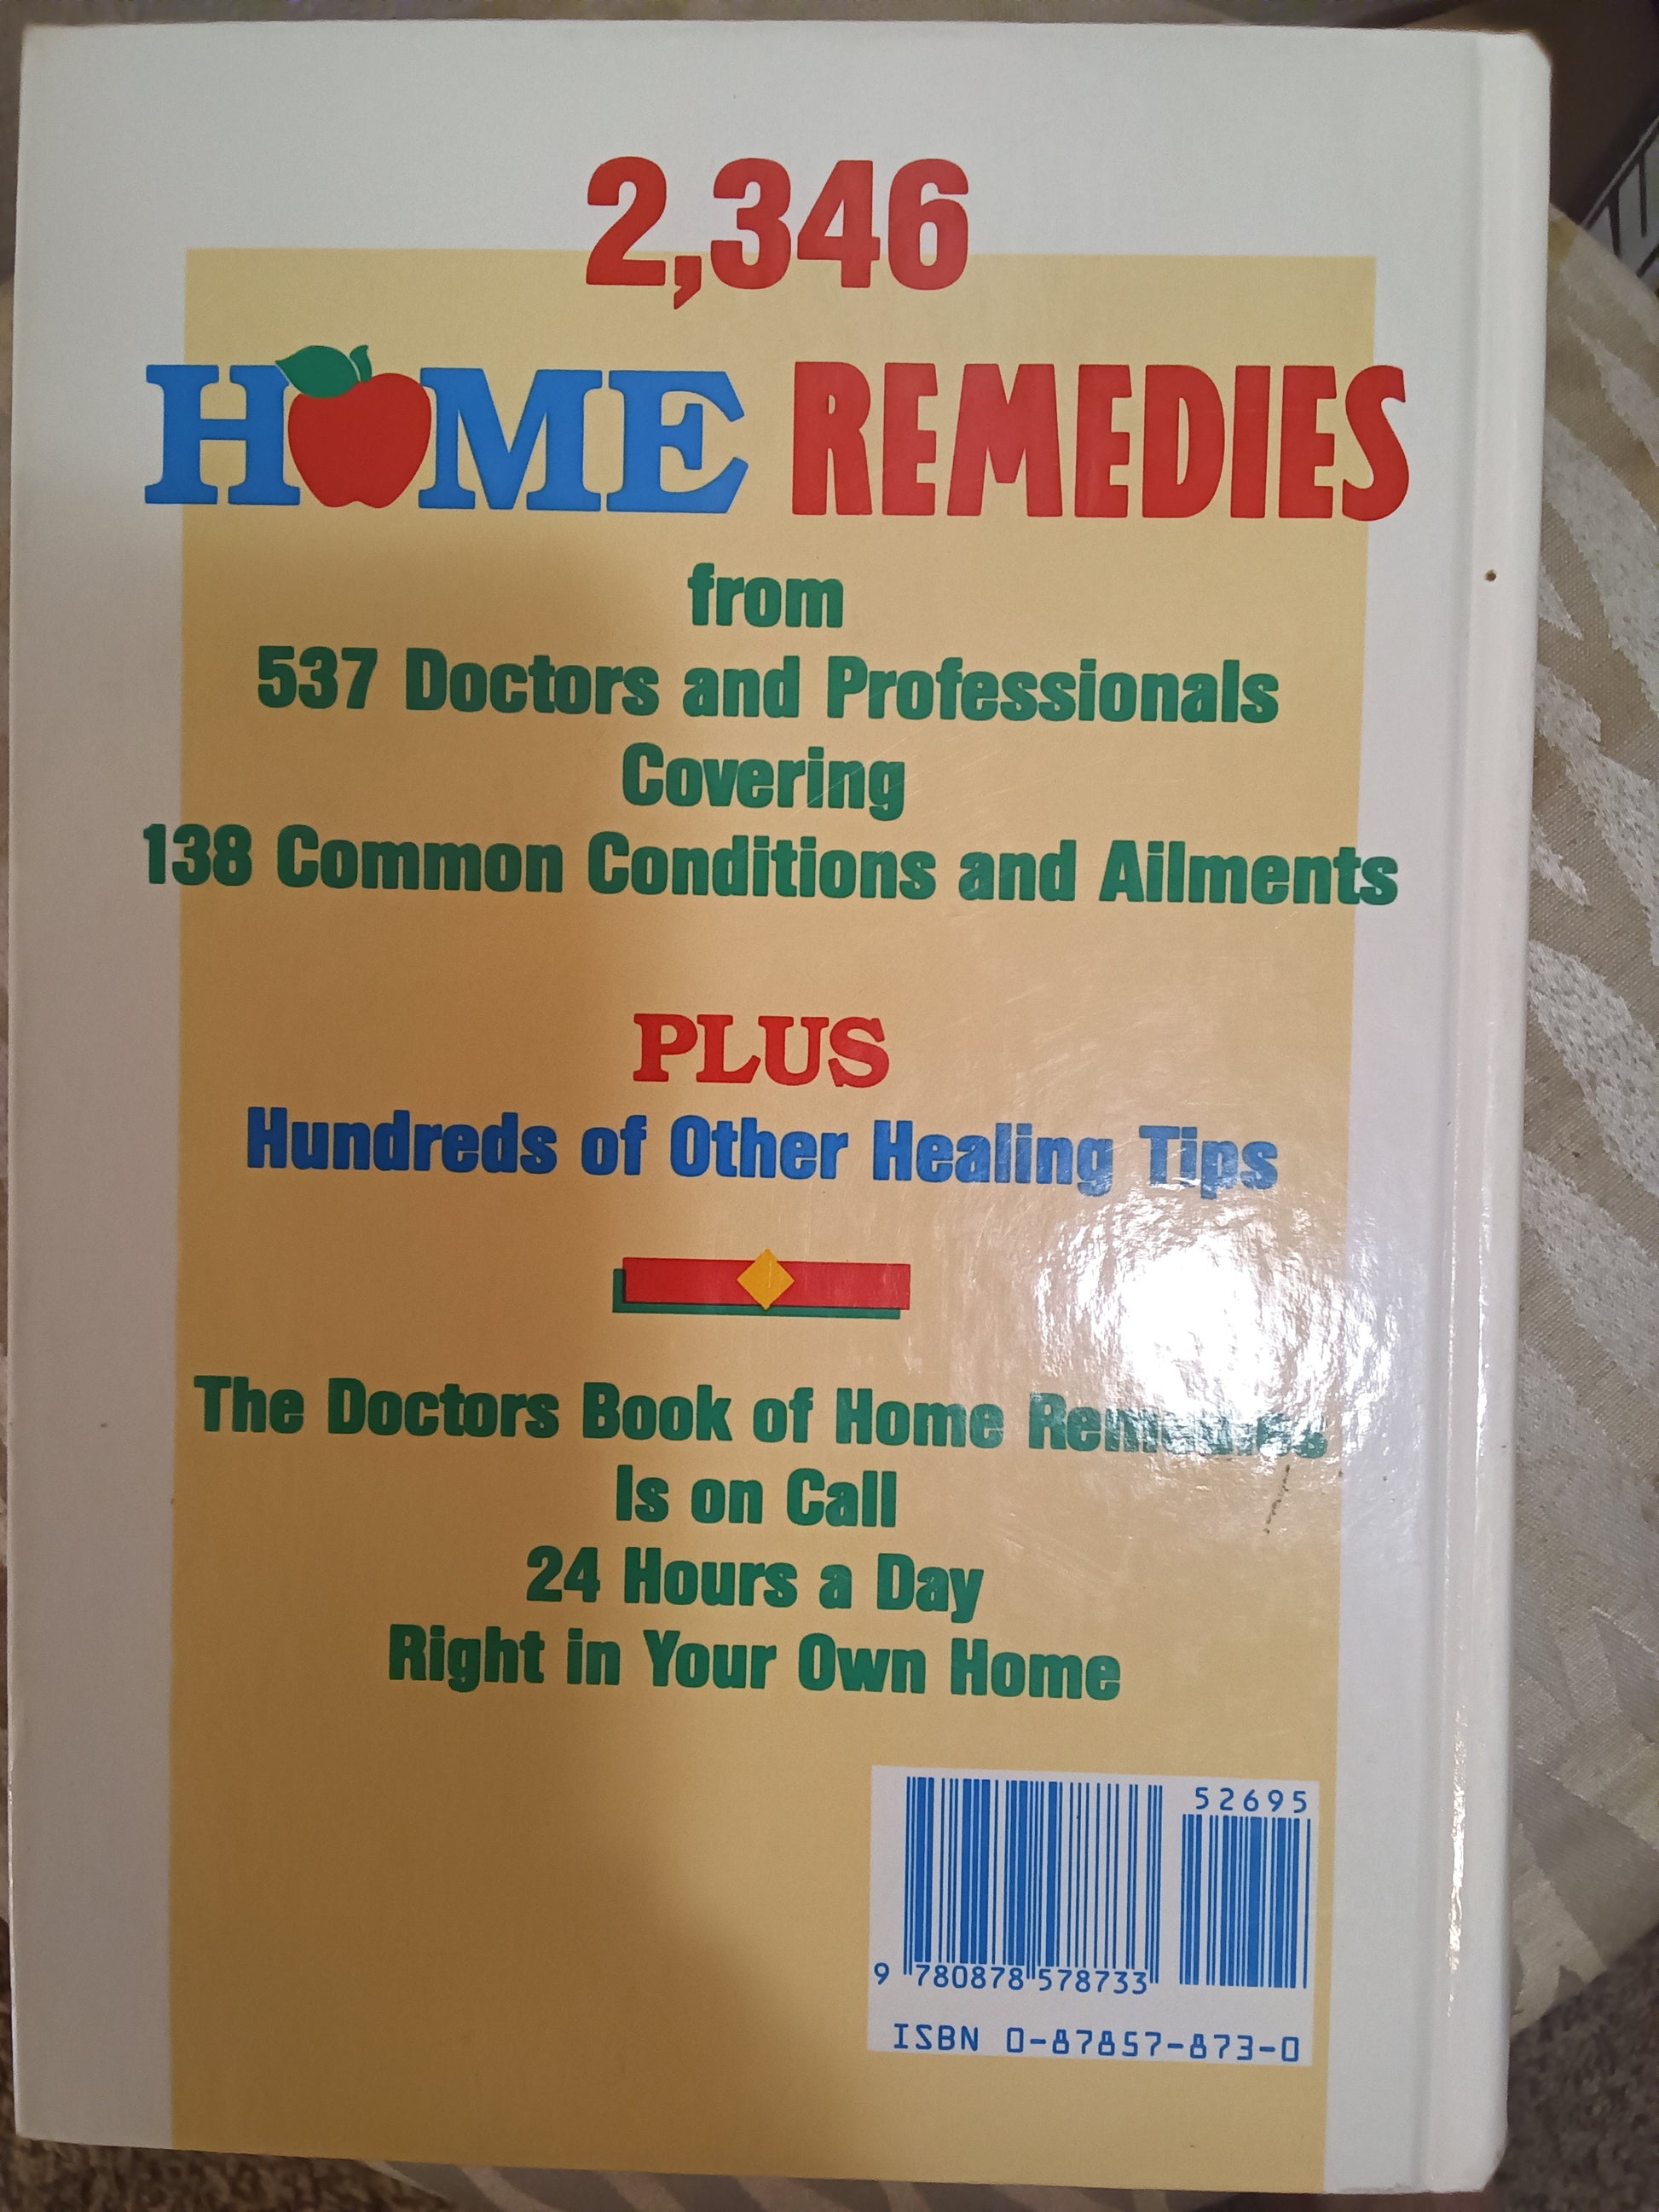 2,346
HOME REMEDIES
from
537 Doctors and Professionals
Covering
138 Common Conditions and Ailments
PLUS
Hundreds of Other Healing Tips
The Doctors Book of Home Remedies
Is on Call
24 Hours a Day
Right in Your Own Home
52695
9 780878 578733
ISBN 0-87857-873-0